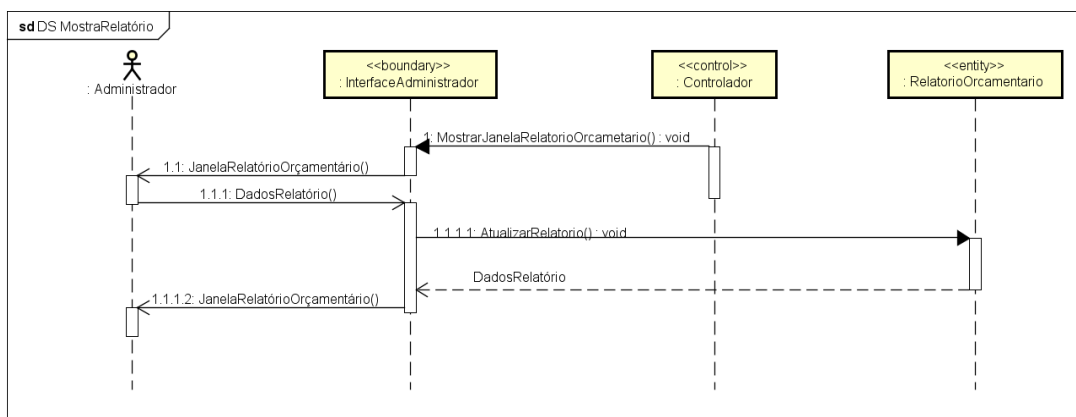 sd DS MostraRelatório
: Administrador
<<boundary>>
: InterfaceAdministrador
<<control>>
: Controlador
<<entity>>
: RelatorioOrcamentario
1: MostrarJanelaRelatorioOrcametario() : void
1.1: JanelaRelatórioOrçamentário()
1.1.1: DadosRelatório()
1.1.1.1: AtualizarRelatorio() : void
DadosRelatório
1.1.1.2: JanelaRelatórioOrçamentário()